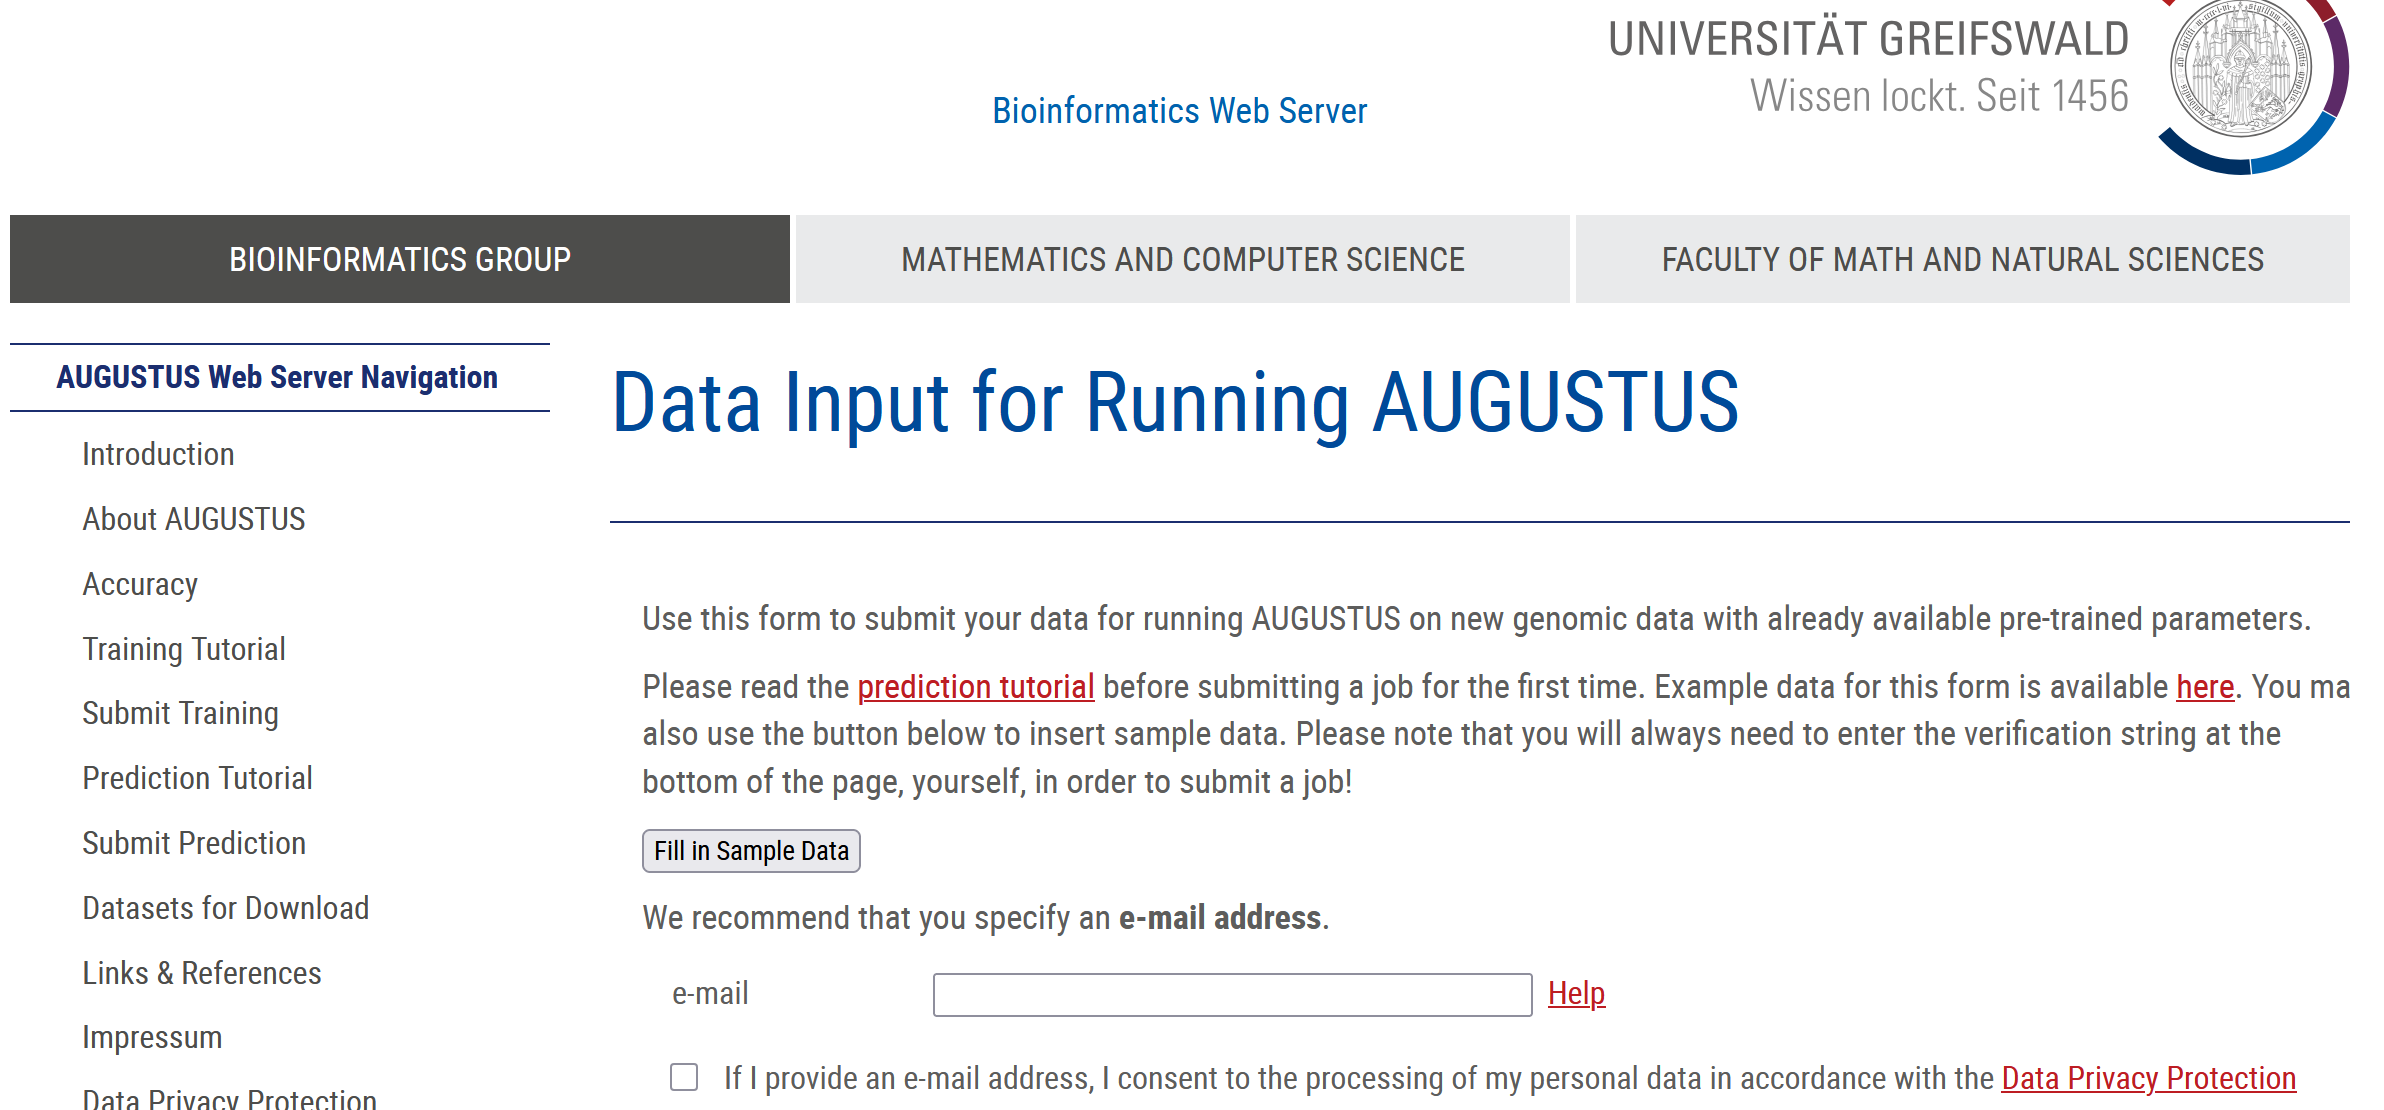 UNIVERSITÄT GREIFSWALD
Wissen lockt. Seit 1456
Bioinformatics Web Server
BIOINFORMATICS GROUP
MATHEMATICS AND COMPUTER SCIENCE
FACULTY OF MATH AND NATURAL SCIENCES
AUGUSTUS Web Server Navigation
Introduction
About AUGUSTUS
Accuracy
Training Tutorial
Submit Training
Prediction Tutorial
Submit Prediction
Datasets for Download
Links & References
Impressum
Data Privacy Protection
Data Input for Running AUGUSTUS
Use this form to submit your data for running AUGUSTUS on new genomic data with already available pre-trained parameters.
Please read the prediction tutorial before submitting a job for the first time. Example data for this form is available here. You ma
also use the button below to insert sample data. Please note that you will always need to enter the verification string at the
bottom of the page, yourself, in order to submit a job!
Fill in Sample Data
We recommend that you specify an e-mail address.
e-mail
Help
If I provide an e-mail address, I consent to the processing of my personal data in accordance with the Data Privacy Protection